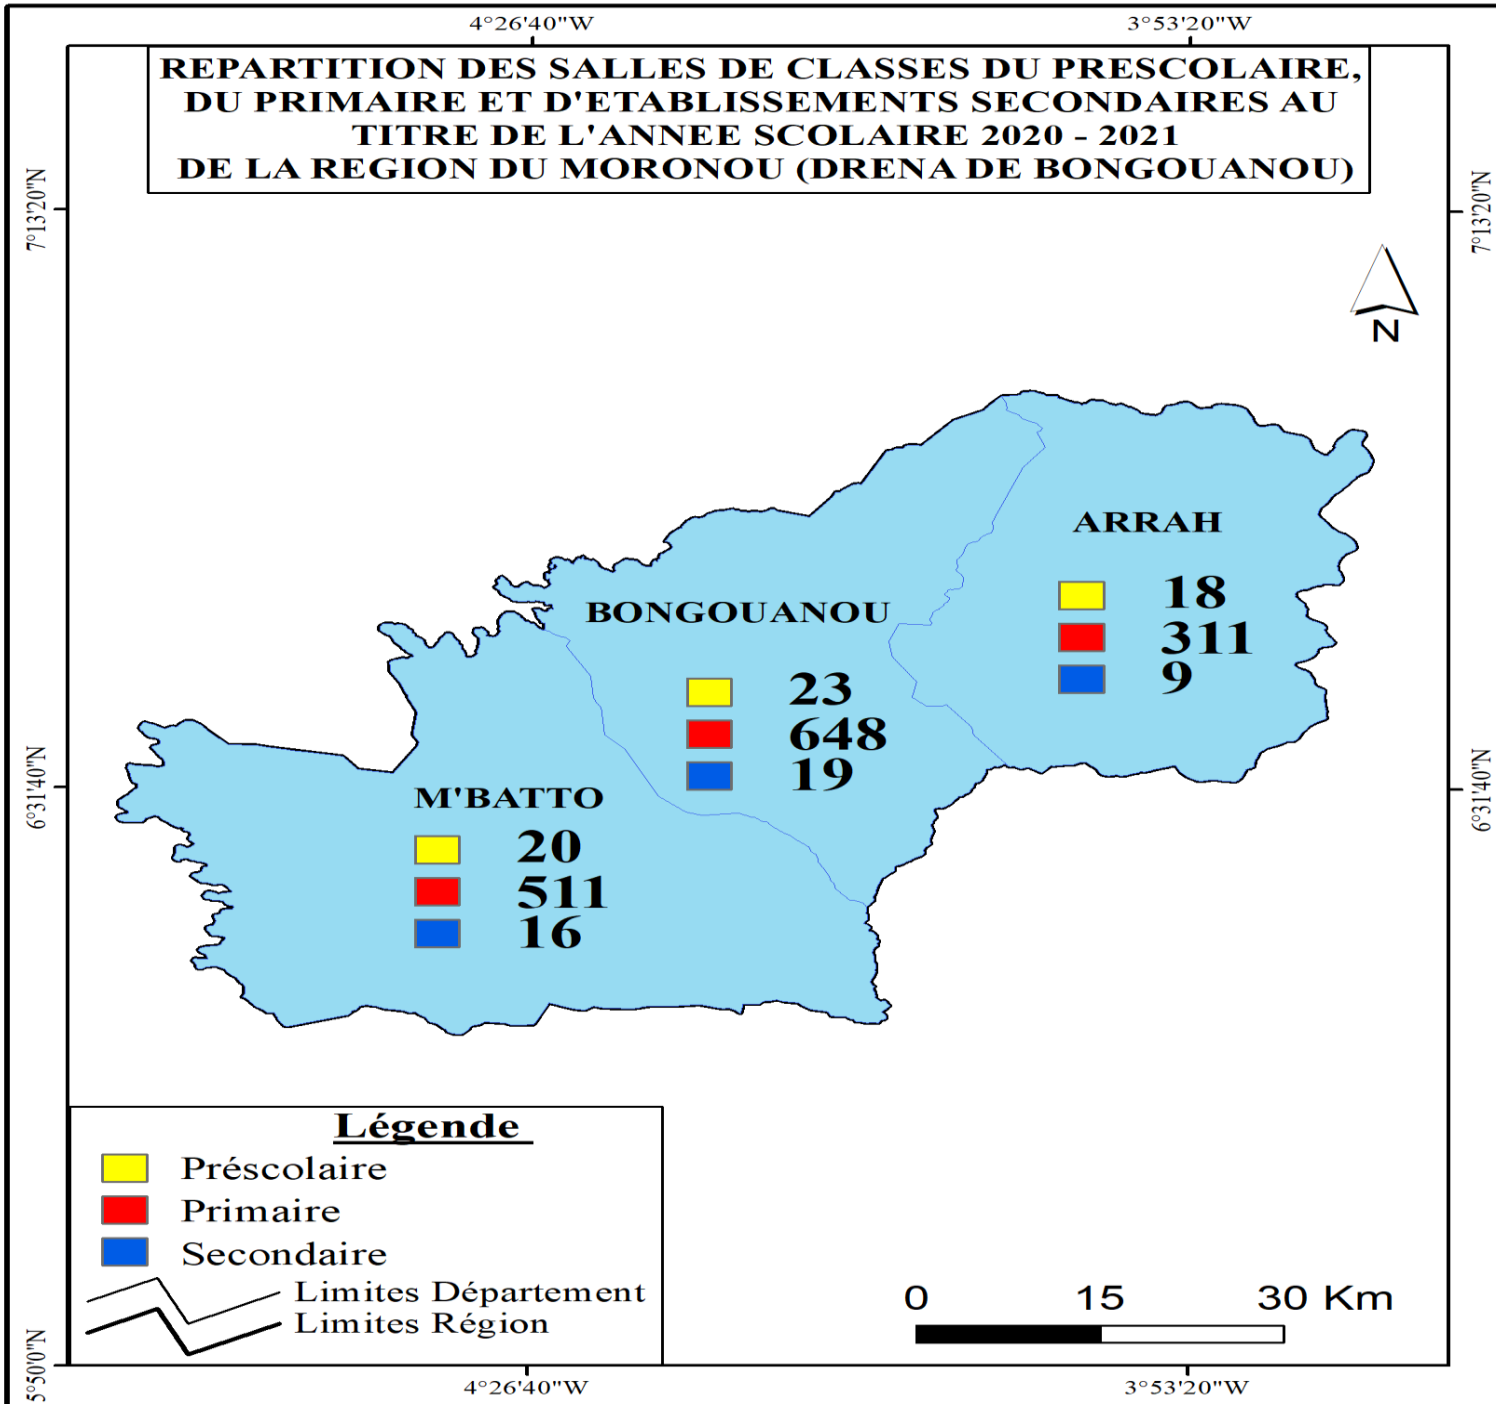 4°26'40"W
3°53'20"W
REPARTITION DES SALLES DE CLASSES DU PRESCOLAIRE,
DU PRIMAIRE ET D'ETABLISSEMENTS SECONDAIRES AU
TITRE DE L'ANNEE SCOLAIRE 2020 - 2021
DE LA REGION DU MORONOU (DRENA DE BONGOUANOU)
7°13'20"N
7°13'20"N
N
ARRAH
18
311
9
BONGOUANOU
23
648
19
6°31'40"N
6°31'40"N
M'BATTO
20
511
16
Légende
Préscolaire
Primaire
Secondaire
Limites Département
Limites Région
0 15 30 Km
5°50'0"N
4°26'40"W
3°53'20"W